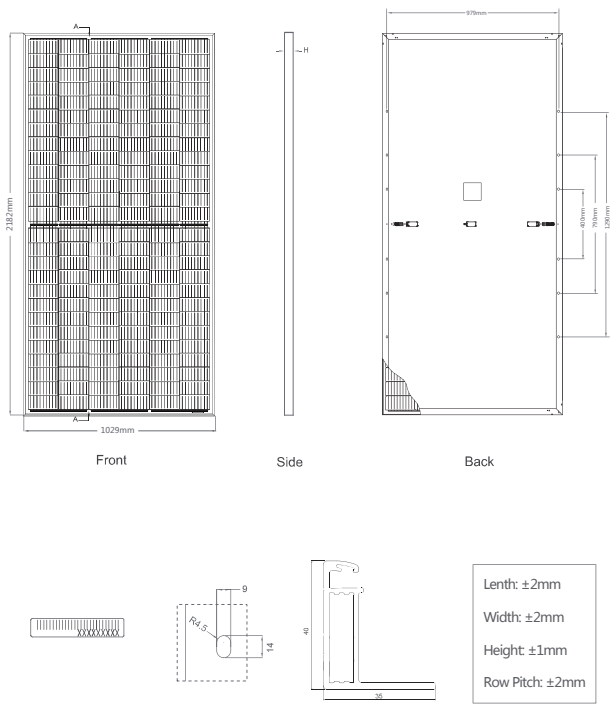 A
979mm
H
2182mm
400mm
790mm
1290mm
A
1029mm
Front
Side
Back
9
R4.5
14
40
35
Lenth: ±2mm
Width: ±2mm
Height: ±1mm
Row Pitch: ±2mm